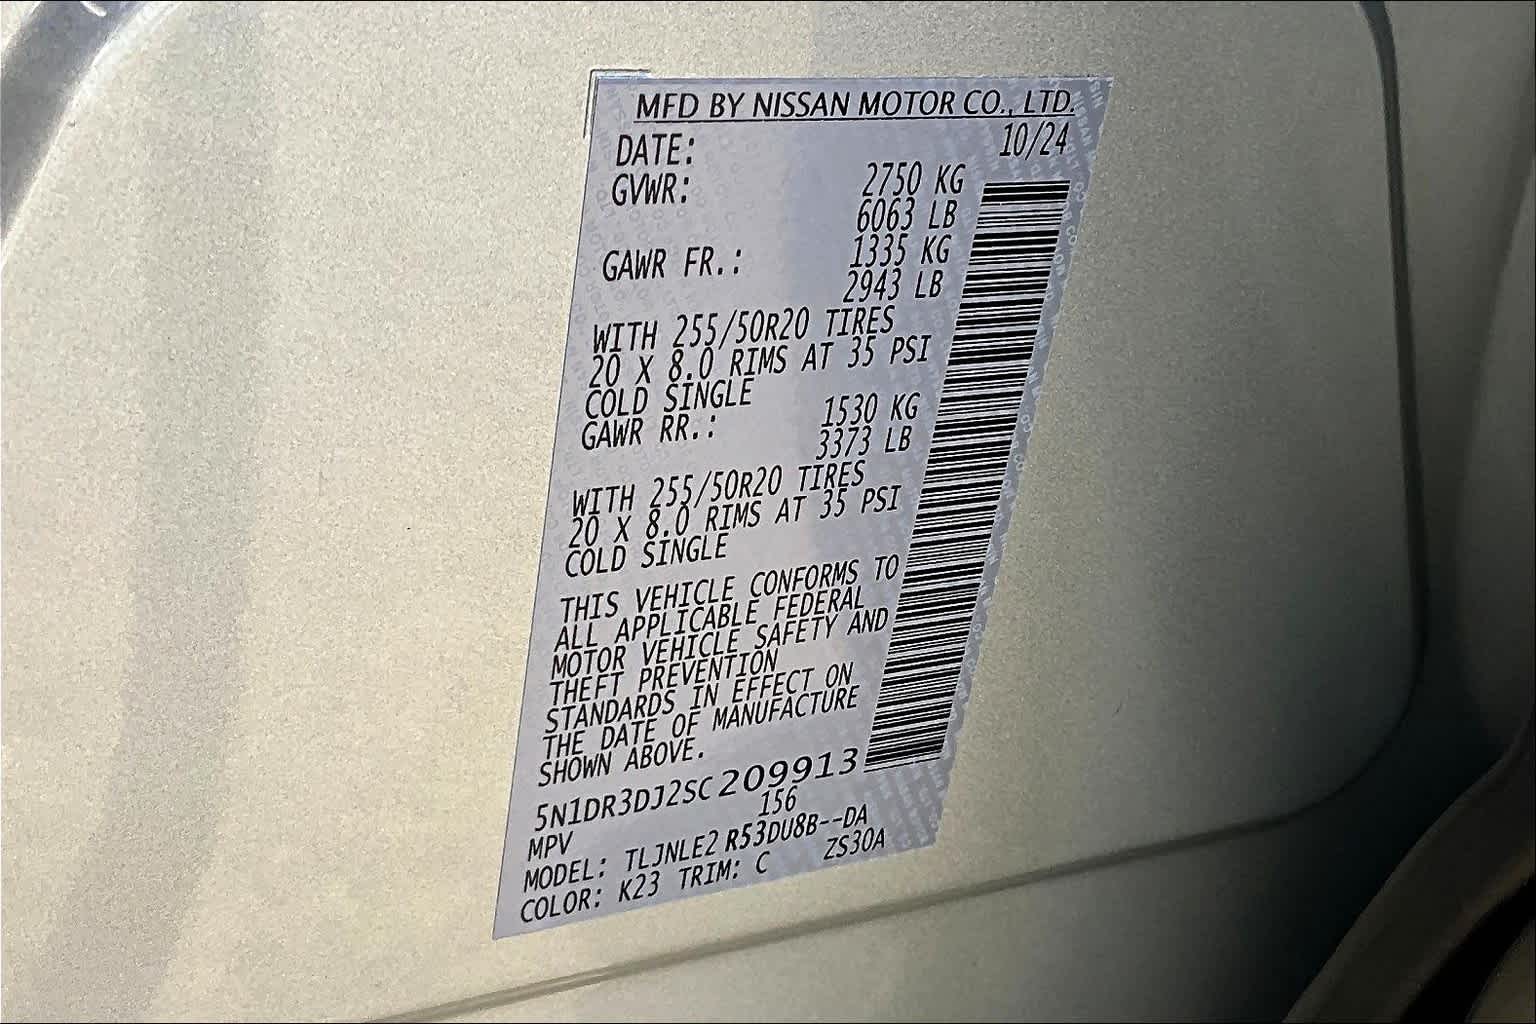 MFD BY NISSAN MOTOR CO., LTD.
DATE: 10/24
GVWR: 2750 KG
6063 LB
GAWR FR.: 1335 KG
2943 LB
WITH 255/50R20 TIRES
20 X 8.0 RIMS AT 35 PSI
COLD SINGLE
GAWR RR.: 1530 KG
3373 LB
WITH 255/50R20 TIRES
20 X 8.0 RIMS AT 35 PSI
COLD SINGLE
THIS VEHICLE CONFORMS TO
ALL APPLICABLE FEDERAL
MOTOR VEHICLE SAFETY AND
THEFT PREVENTION
STANDARDS IN EFFECT ON
THE DATE OF MANUFACTURE
SHOWN ABOVE.
5N1DR3DJ2SC209913
MPV 156
MODEL: TLJNLE2 R53DU8B--DA
COLOR: K23 TRIM: C ZS30A